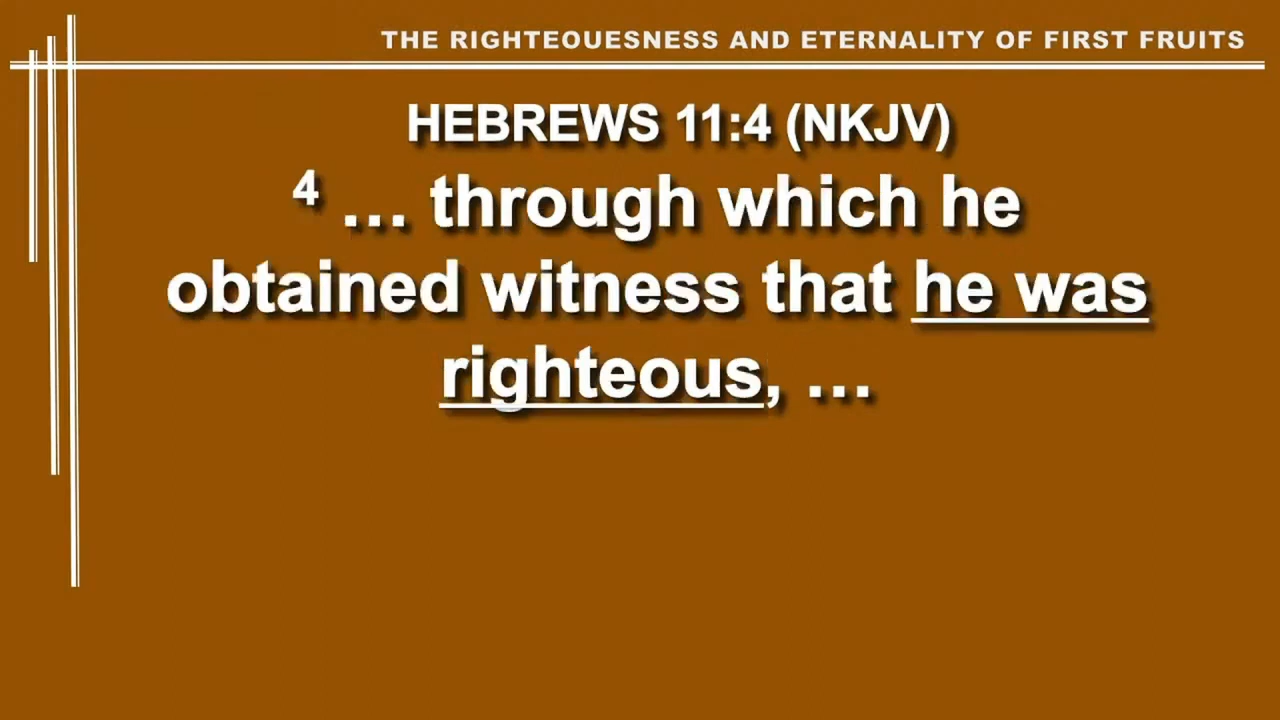 THE RIGHTEOUESNESS AND ETERNALITY OF FIRST FRUITS
HEBREWS 11:4 (NKJV)
4 … through which he
obtained witness that he was
righteous, …